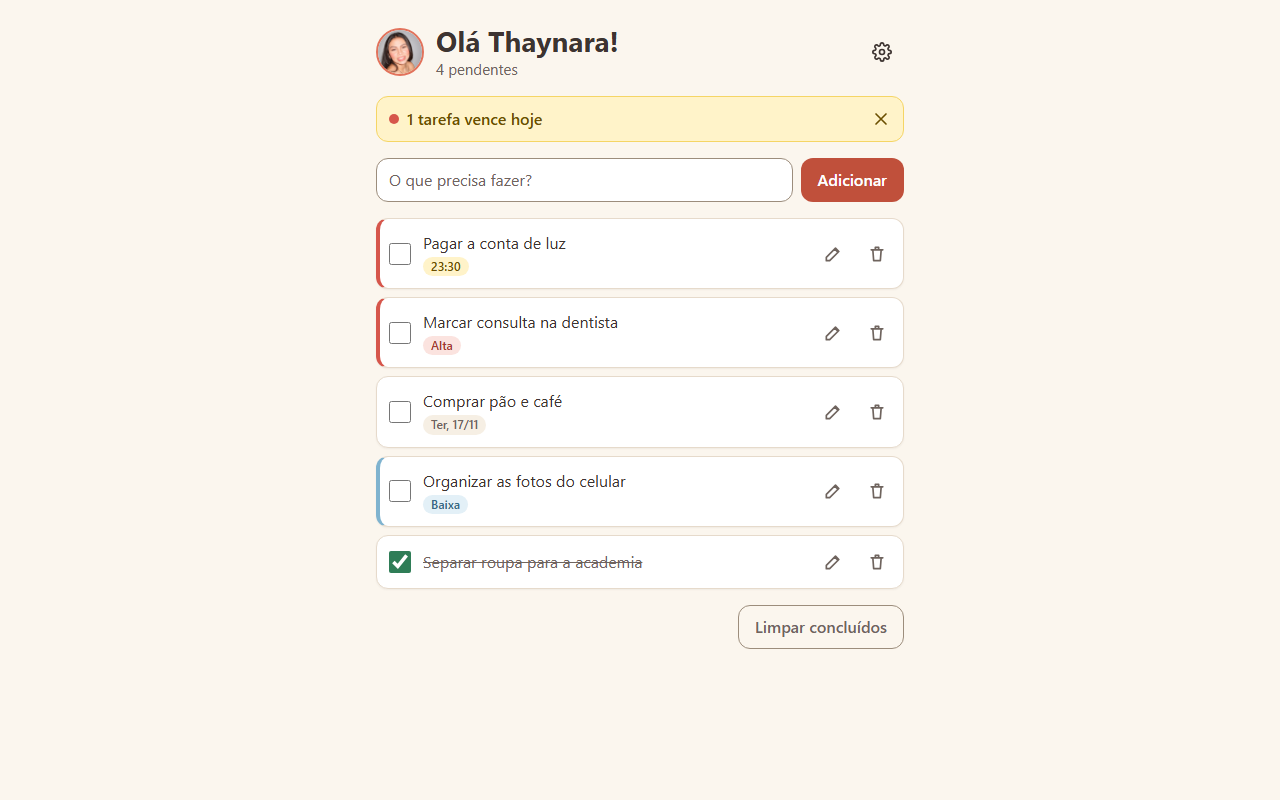 Olá Thaynara!
4 pendentes
1 tarefa vence hoje
O que precisa fazer?
Adicionar
Pagar a conta de luz
23:30
Marcar consulta na dentista
Alta
Comprar pão e café
Ter, 17/11
Organizar as fotos do celular
Baixa
Separar roupa para a academia
Limpar concluídos